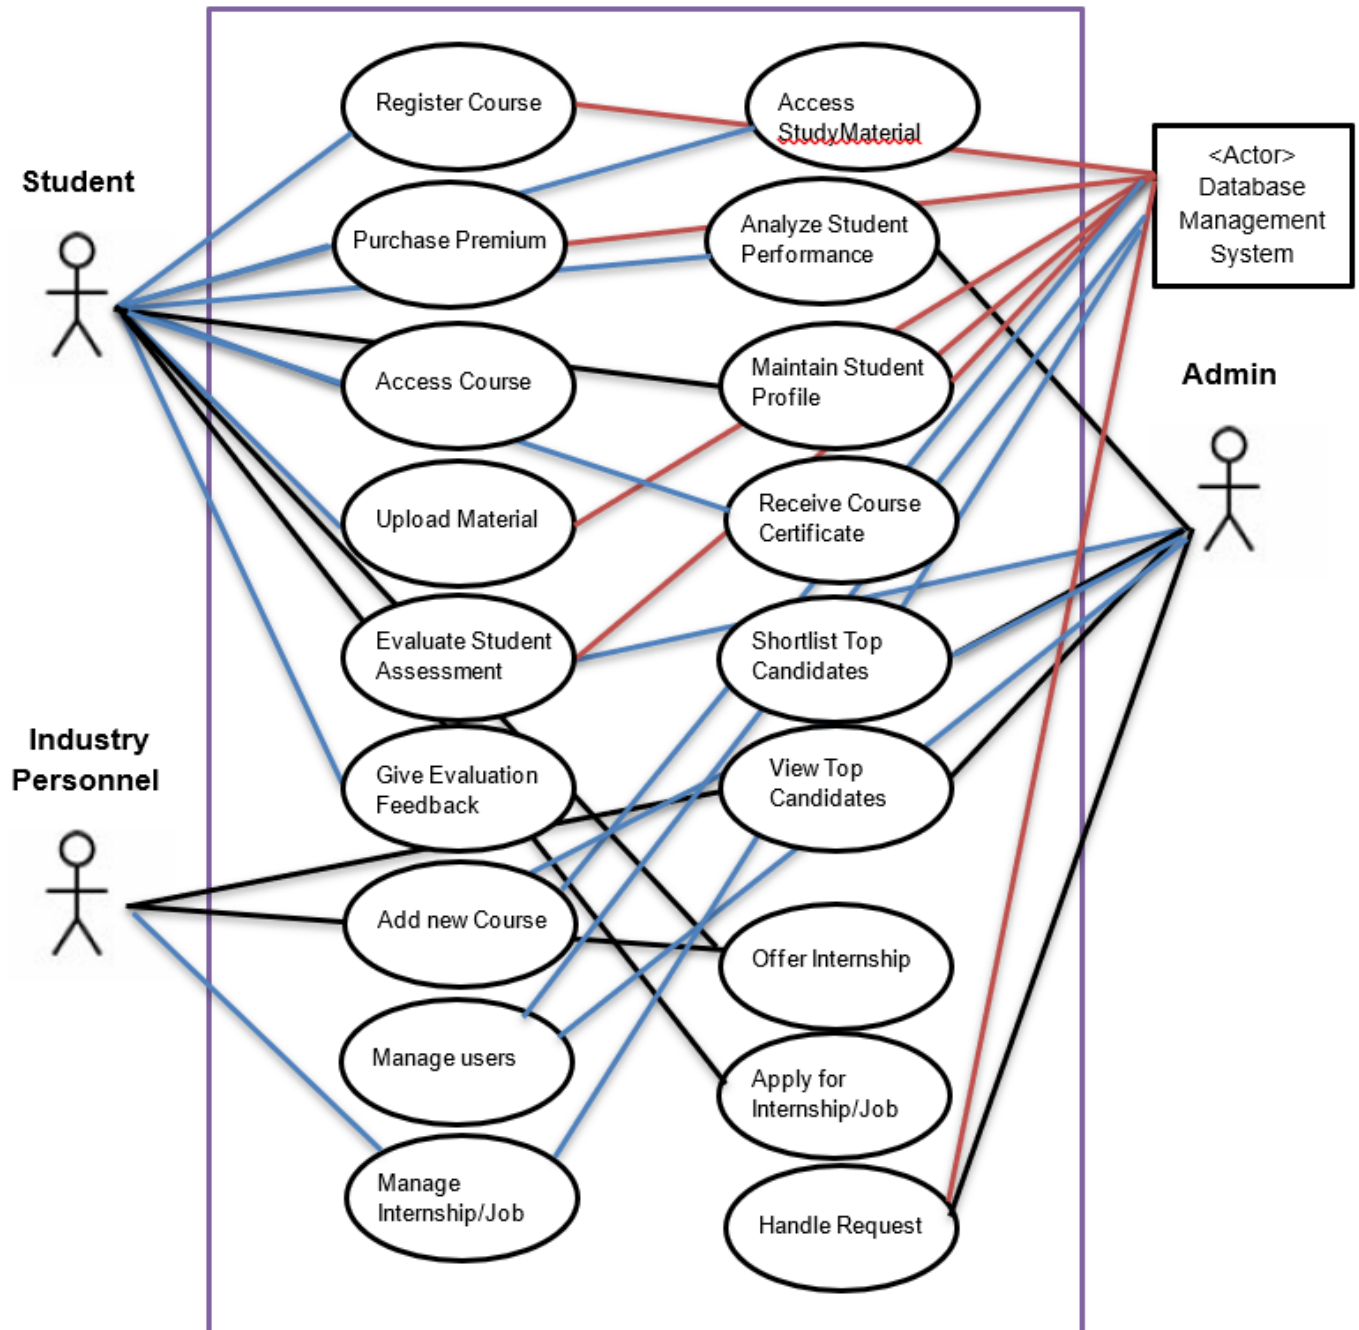 Register Course
Access
StudyMaterial
<Actor>
Database
Management
System
Student
Purchase Premium
Analyze Student
Performance
Access Course
Maintain Student
Profile
Admin
Upload Material
Receive Course
Certificate
Evaluate Student
Assessment
Shortlist Top
Candidates
Industry
Personnel
Give Evaluation
Feedback
View Top
Candidates
Add new Course
Offer Internship
Manage users
Apply for
Internship/Job
Manage
Internship/Job
Handle Request